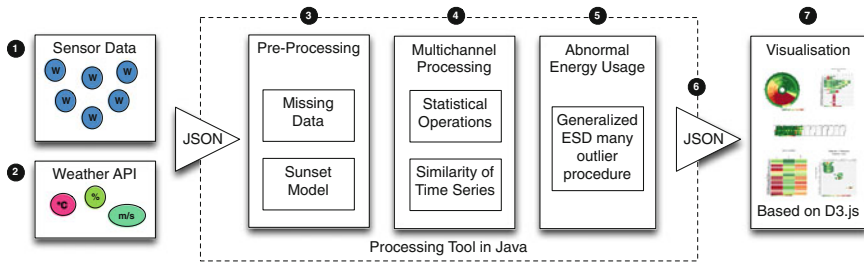 1
Sensor Data
W
W
W
W
W
W
2
Weather API
°C
%
m/s
JSON
3
Pre-Processing
Missing
Data
Sunset
Model
4
Multichannel
Processing
Statistical
Operations
Similarity of
Time Series
5
Abnormal
Energy Usage
Generalized
ESD many
outlier
procedure
Processing Tool in Java
6
JSON
7
Visualisation
Based on D3.js